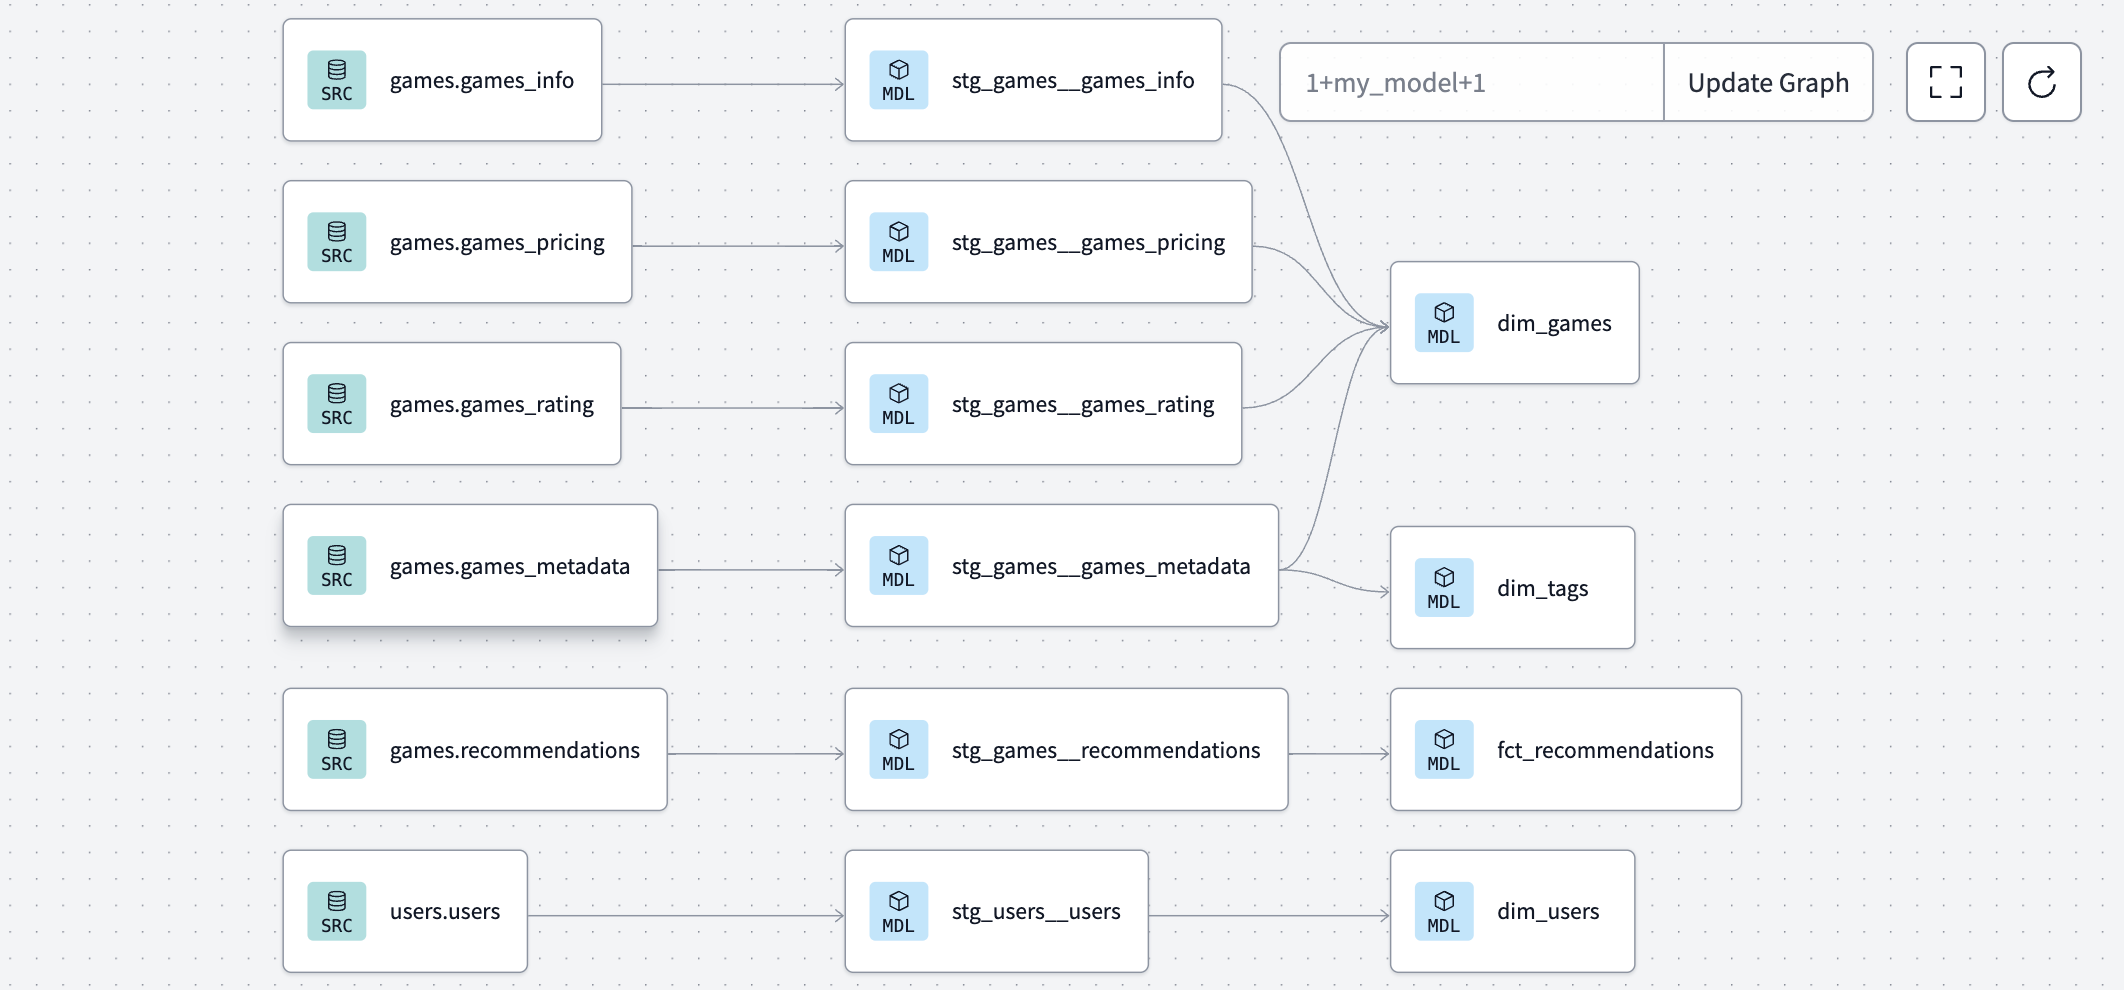 SRC
games.games_info
MDL
stg_games__games_info
1+my_model+1
Update Graph
SRC
games.games_pricing
MDL
stg_games__games_pricing
MDL
dim_games
SRC
games.games_rating
MDL
stg_games__games_rating
SRC
games.games_metadata
MDL
stg_games__games_metadata
MDL
dim_tags
SRC
games.recommendations
MDL
stg_games__recommendations
MDL
fct_recommendations
SRC
users.users
MDL
stg_users__users
MDL
dim_users